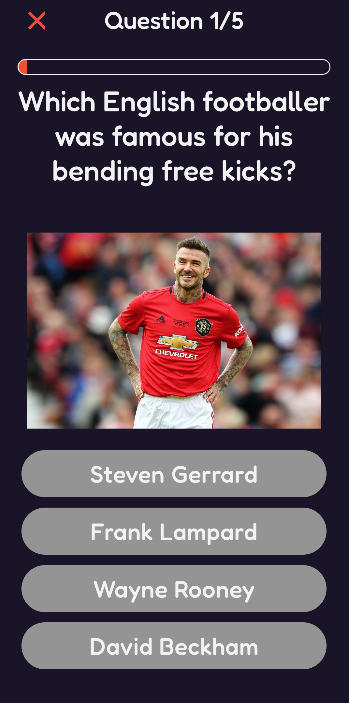 Question 1/5
Which English footballer
was famous for his
bending free kicks?
CHEVROLET
Steven Gerrard
Frank Lampard
Wayne Rooney
David Beckham